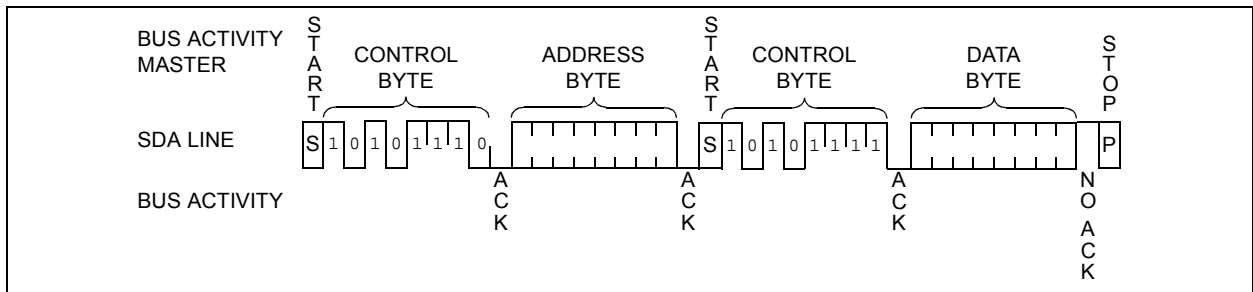 BUS ACTIVITY
MASTER
START
CONTROL
BYTE
ADDRESS
BYTE
START
CONTROL
BYTE
DATA
BYTE
STOP
SDA LINE
S 1 0 1 0 1 1 1 0
S 1 0 1 0 1 1 1 1
P
BUS ACTIVITY
ACK
ACK
ACK
NO ACK